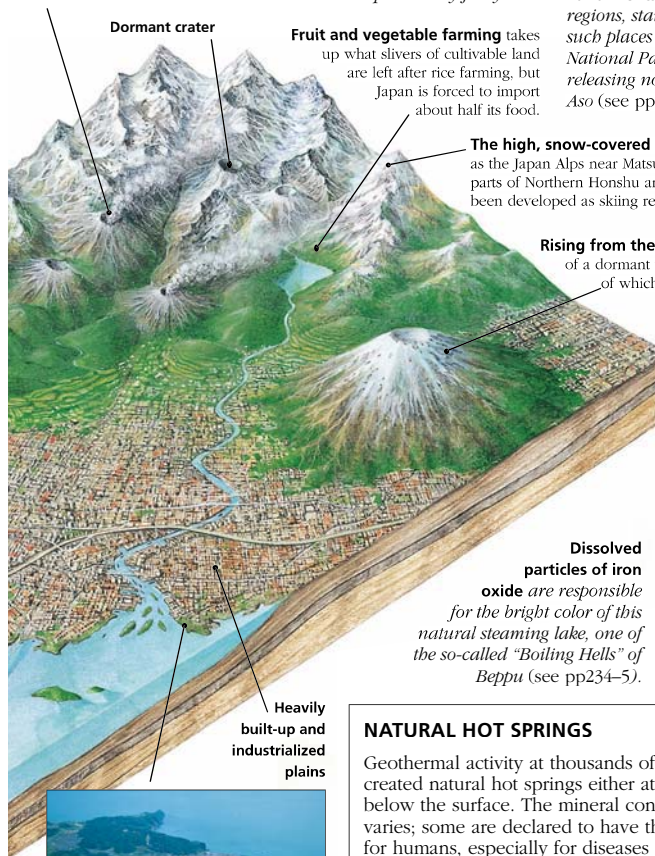 Dormant crater
Fruit and vegetable farming takes
up what slivers of cultivable land
are left after rice farming, but
Japan is forced to import
about half its food.
regions, stat
such places
National Pa
releasing no
Aso (see pp
The high, snow-covered
as the Japan Alps near Matsu
parts of Northern Honshu an
been developed as skiing re
Rising from the
of a dormant
of which
Dissolved
particles of iron
oxide are responsible
for the bright color of this
natural steaming lake, one of
the so-called “Boiling Hells” of
Beppu (see pp234–5).
Heavily
built-up and
industrialized
plains
NATURAL HOT SPRINGS
Geothermal activity at thousands of
created natural hot springs either at
below the surface. The mineral con
varies; some are declared to have th
for humans, especially for diseases